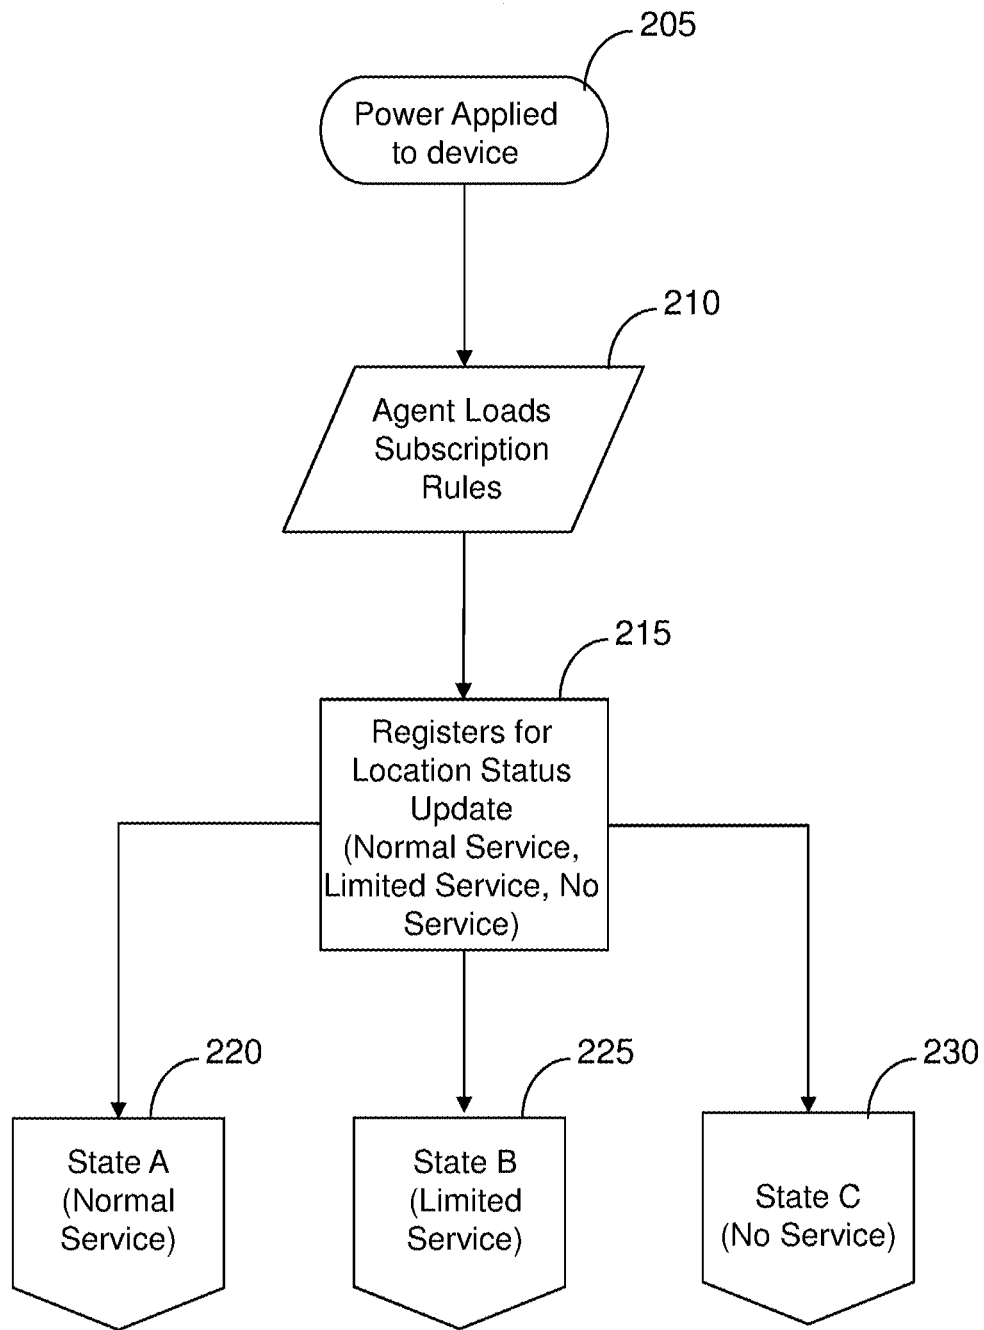 205
Power Applied
to device
210
Agent Loads
Subscription
Rules
215
Registers for
Location Status
Update
(Normal Service,
Limited Service, No
Service)
220
225
230
State A
(Normal
Service)
State B
(Limited
Service)
State C
(No Service)